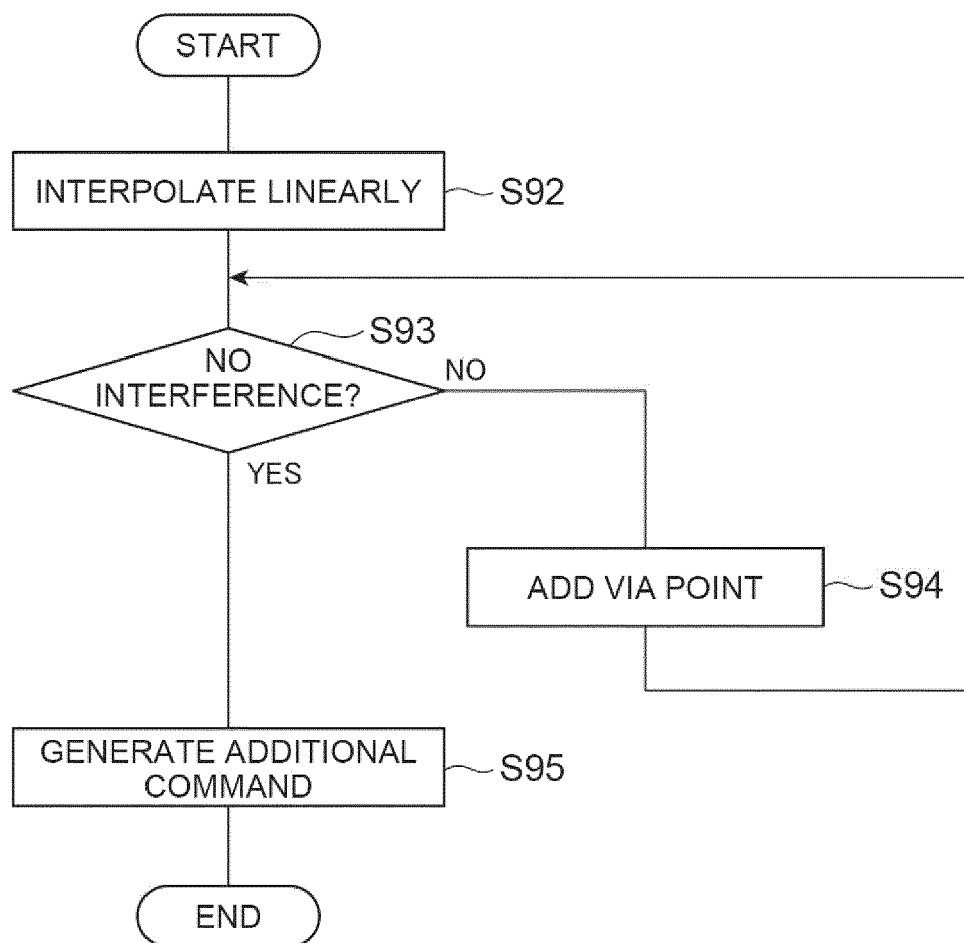 START
INTERPOLATE LINEARLY
S92
S93
NO
INTERFERENCE?
NO
YES
ADD VIA POINT
S94
GENERATE ADDITIONAL
COMMAND
S95
END